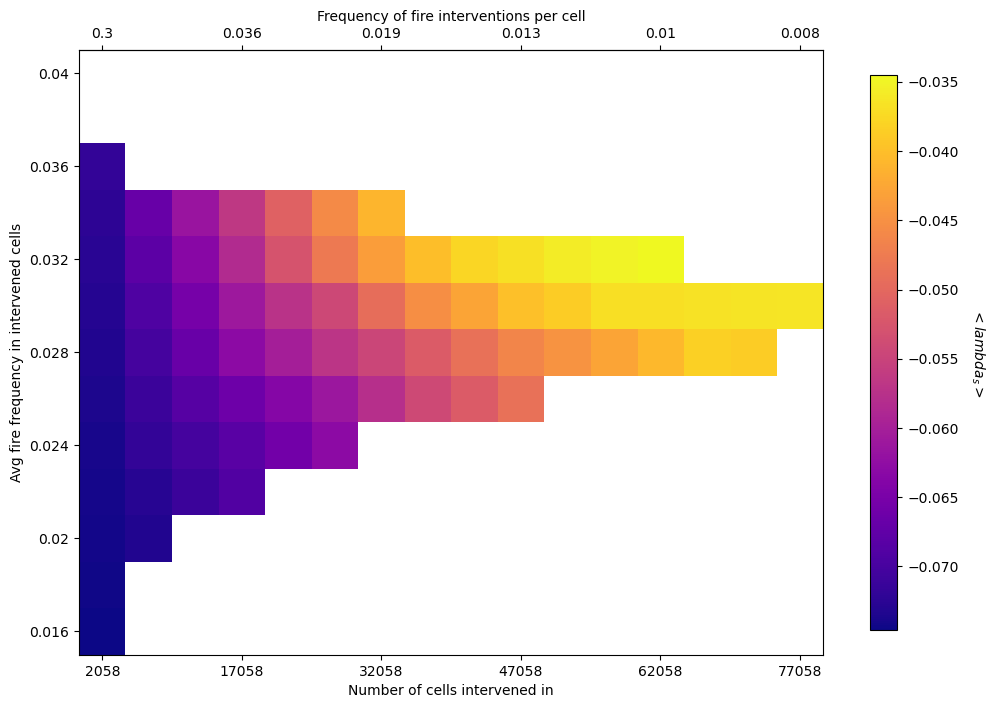 Frequency of fire interventions per cell
0.3 0.036 0.019 0.013 0.01 0.008
0.04
0.036
0.032
0.028
0.024
0.02
0.016
Avg fire frequency in intervened cells
2058 17058 32058 47058 62058 77058
Number of cells intervened in
−0.035
−0.040
−0.045
−0.050
−0.055
−0.060
−0.065
−0.070
< lambda_s >